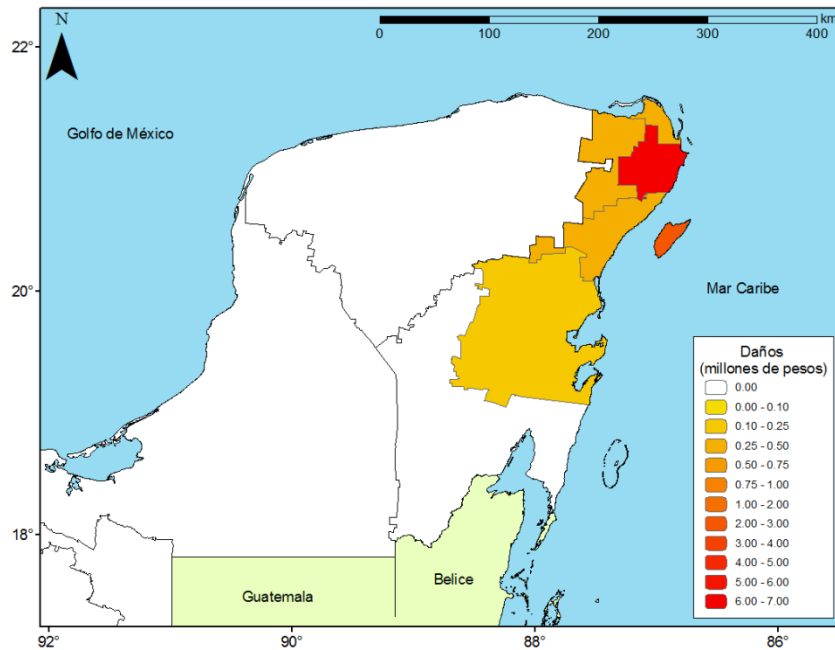 N
km
0 100 200 300 400
22°
Golfo de México
20°
Mar Caribe
Daños
(millones de pesos)
0.00
0.00 - 0.10
0.10 - 0.25
0.25 - 0.50
0.50 - 0.75
0.75 - 1.00
1.00 - 2.00
2.00 - 3.00
3.00 - 4.00
4.00 - 5.00
5.00 - 6.00
6.00 - 7.00
18°
Belice
Guatemala
92° 90° 88° 86°